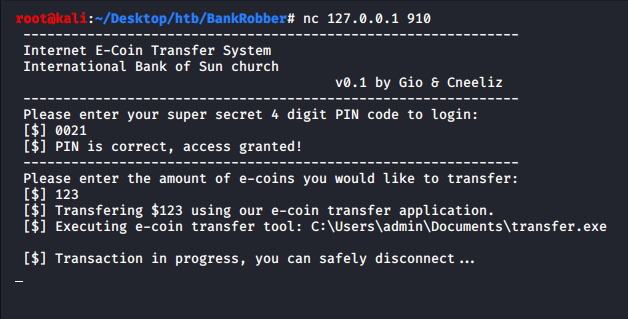 root@kali:~/Desktop/htb/BankRobber# nc 127.0.0.1 910
--------------------------------------------------------------
Internet E-Coin Transfer System
International Bank of Sun church
v0.1 by Gio & Cneeliz
--------------------------------------------------------------
Please enter your super secret 4 digit PIN code to login:
[$] 0021
[$] PIN is correct, access granted!
--------------------------------------------------------------
Please enter the amount of e-coins you would like to transfer:
[$] 123
[$] Transfering $123 using our e-coin transfer application.
[$] Executing e-coin transfer tool: C:\Users\admin\Documents\transfer.exe
[$] Transaction in progress, you can safely disconnect...